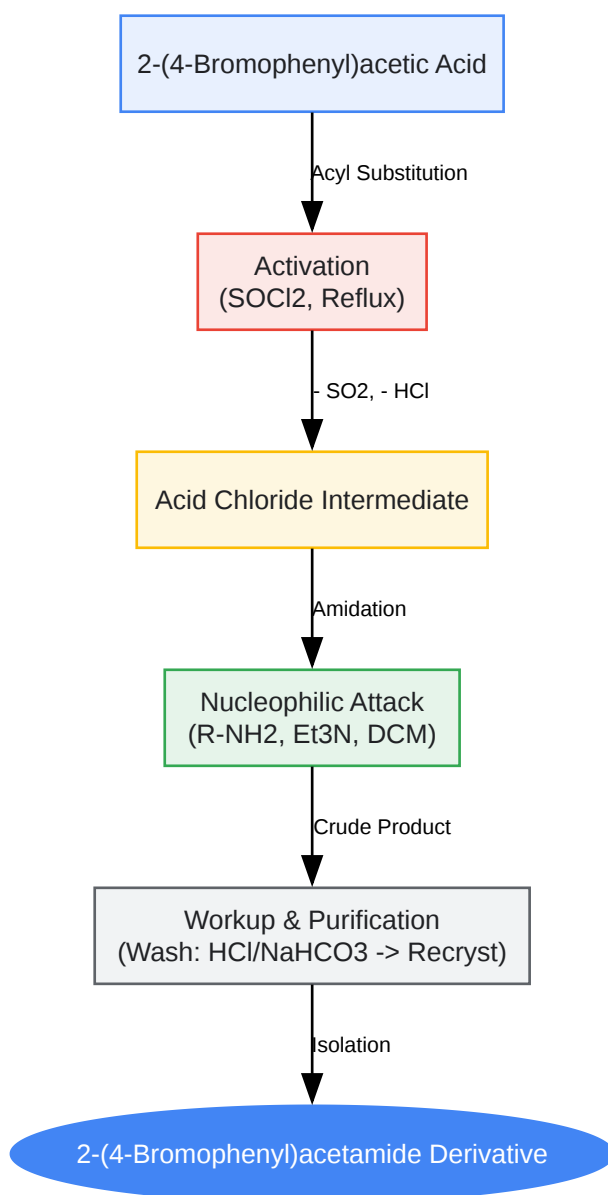 2-(4-Bromophenyl)acetic Acid
Acyl Substitution
Activation
(SOCl2, Reflux)
- SO2, - HCl
Acid Chloride Intermediate
Amidation
Nucleophilic Attack
(R-NH2, Et3N, DCM)
Crude Product
Workup & Purification
(Wash: HCl/NaHCO3 -> Recryst)
Isolation
2-(4-Bromophenyl)acetamide Derivative